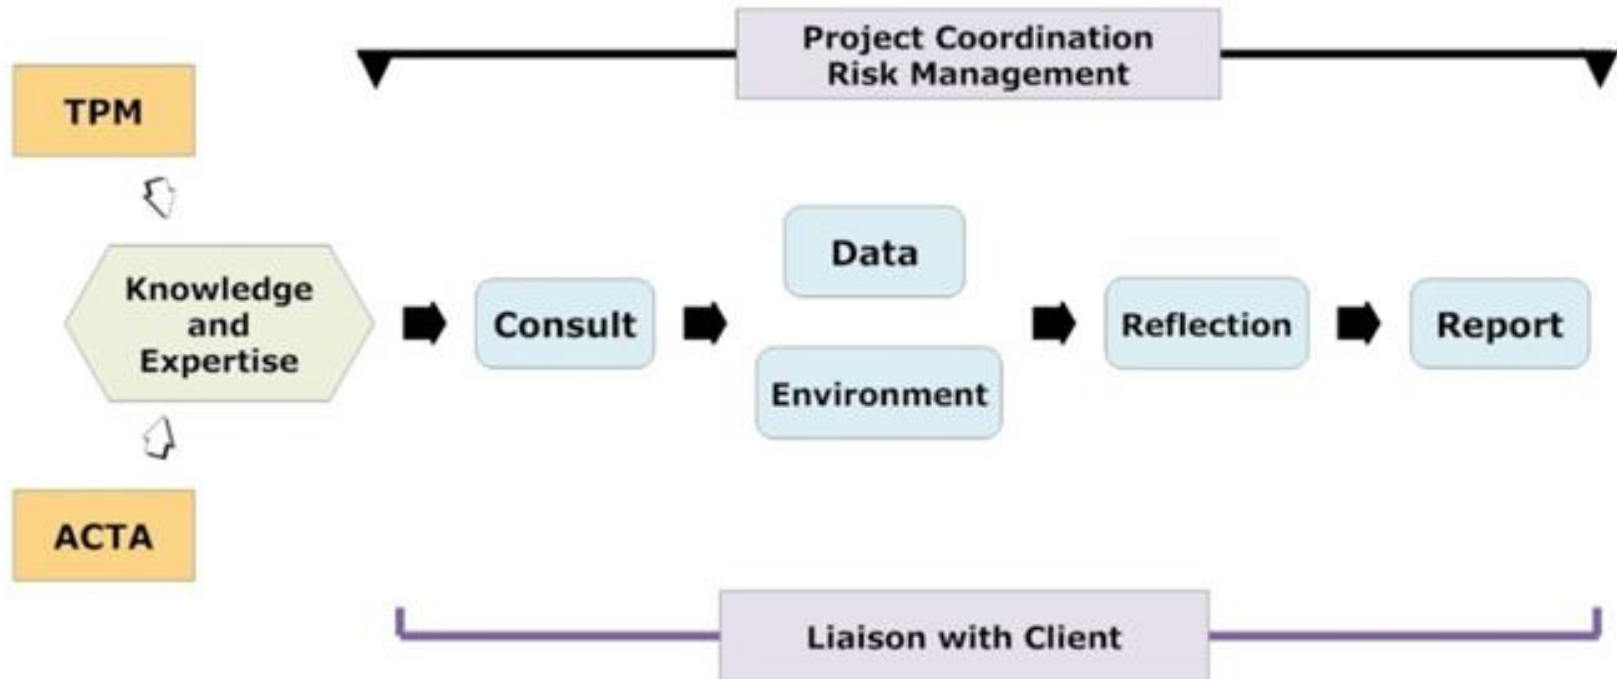 Project Coordination
Risk Management
TPM
Knowledge
and
Expertise
Consult
Data
Environment
Reflection
Report
ACTA
Liaison with Client